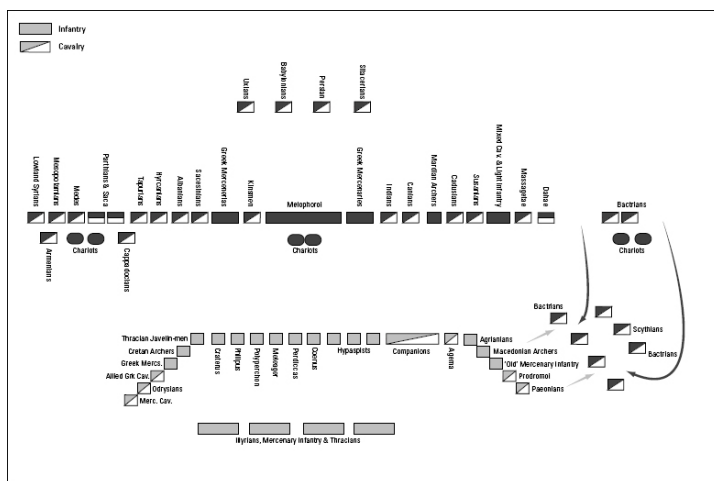 Infantry
Cavalry
Uxians
Babylonians
Persian
Sitacenians
Lowland Syrians
Mesopotamians
Medes
Parthians & Saca
Tapurians
Hyrcanians
Albanians
Sacesinians
Greek Mercenaries
Kinsmen
Melophoroi
Greek Mercenaries
Indians
Carians
Mardian Archers
Cadusians
Susianians
Mixed Cav. & Light Infantry
Massagetae
Dahae
Bactrians
Armenians
Chariots
Cappadocians
Chariots
Chariots
Bactrians
Scythians
Bactrians
Thracian Javelin-men
Cretan Archers
Greek Mercs.
Allied Grk Cav.
Odrysians
Merc. Cav.
Craterus
Philipus
Polyperchon
Meleager
Perdiccas
Coenus
Hypaspists
Companions
Agema
Agrianians
Macedonian Archers
'Old' Mercenary Infantry
Prodromoi
Paeonians
Illyrians, Mercenary Infantry & Thracians